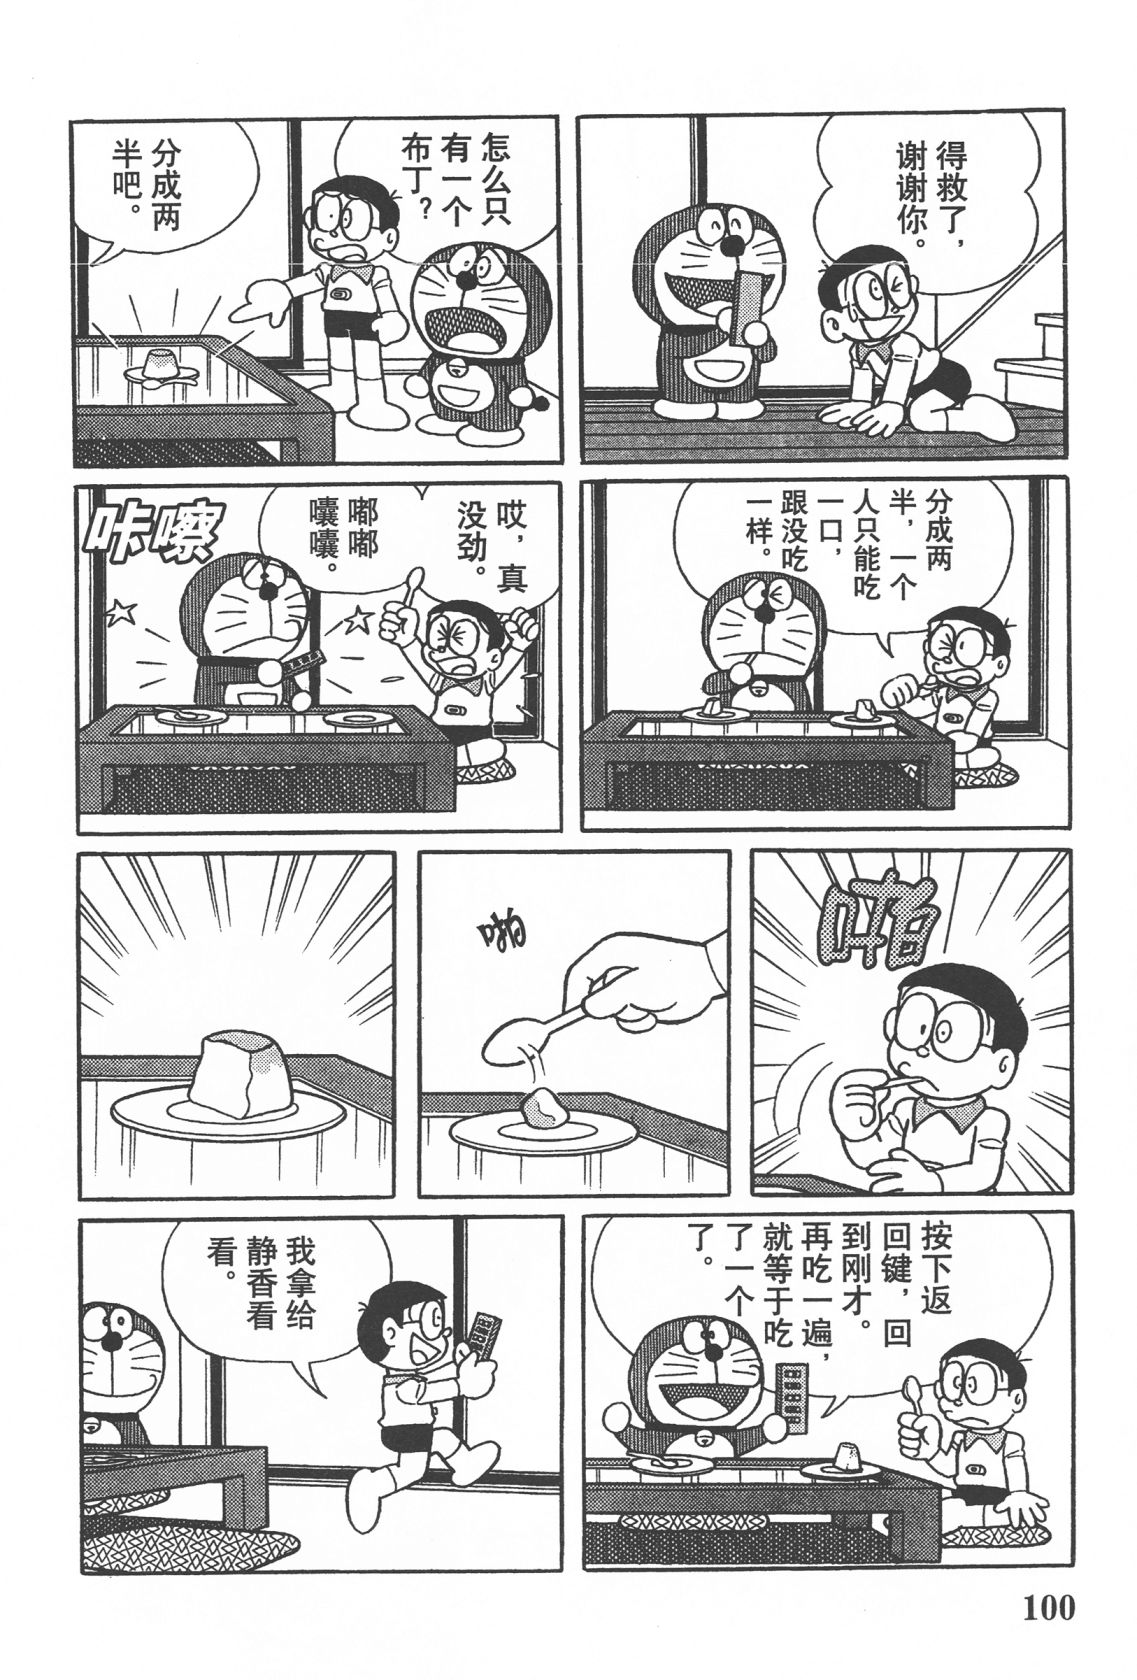 得救了，
谢谢你。
怎么只
有一个
布丁？
分成两
半吧。
分成两
半，一个
人只能吃
一口，
跟没吃
一样。
哎，真
没劲。
嘟嘟
囔囔。
咔嚓
啪
啪
按下返
回键，回
到刚才。
再吃一遍，
就等于吃
了一个
了。
我拿给
静香看
看。
100